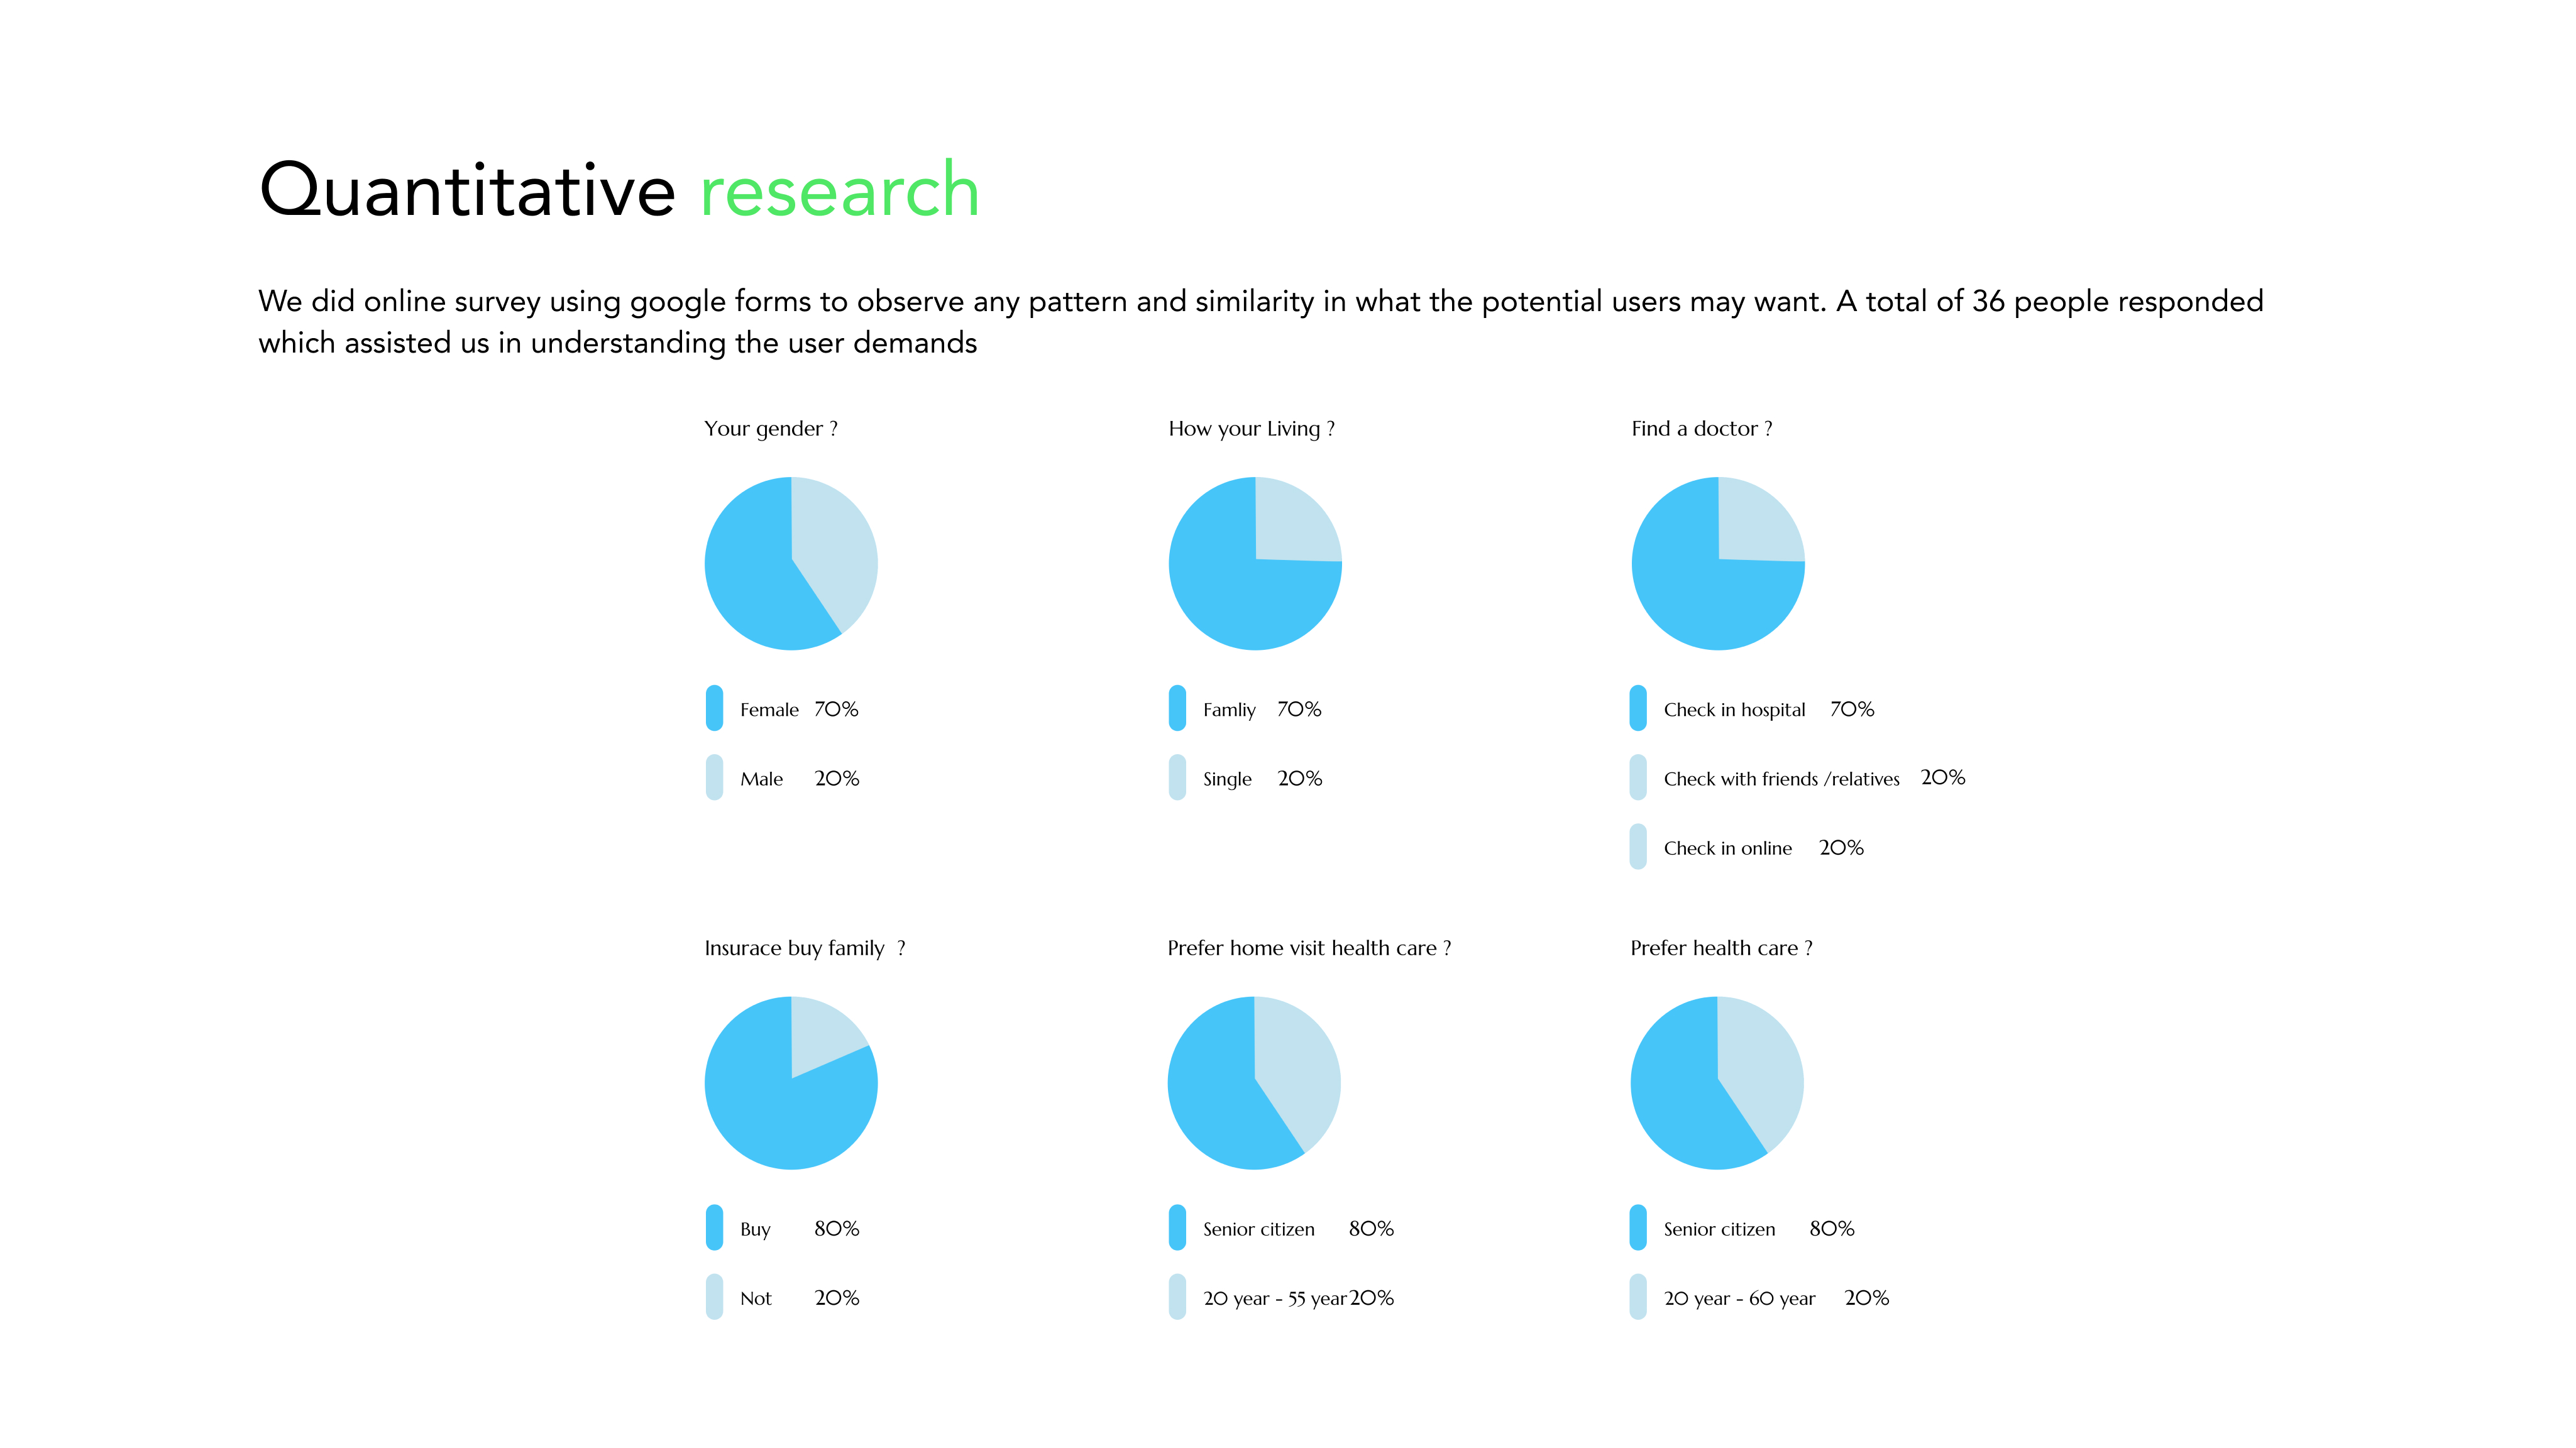 Quantitative research
We did online survey using google forms to observe any pattern and similarity in what the potential users may want. A total of 36 people responded
which assisted us in understanding the user demands
Your gender ?
Female 70%
Male 20%
How your Living ?
Famliy 70%
Single 20%
Find a doctor ?
Check in hospital 70%
Check with friends /relatives 20%
Check in online 20%
Insurace buy family ?
Buy 80%
Not 20%
Prefer home visit health care ?
Senior citizen 80%
20 year - 55 year 20%
Prefer health care ?
Senior citizen 80%
20 year - 60 year 20%